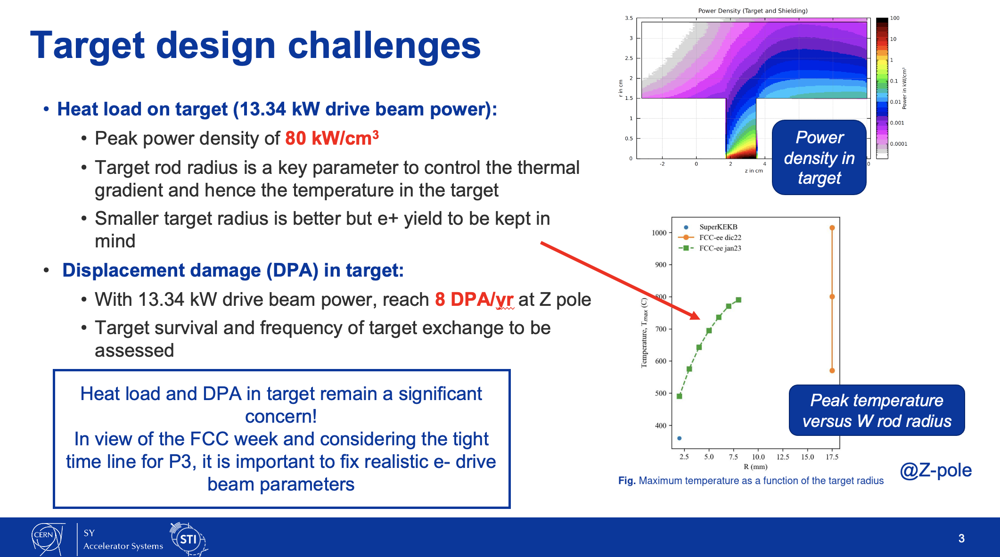 Target design challenges
• Heat load on target (13.34 kW drive beam power):
• Peak power density of 80 kW/cm³
• Target rod radius is a key parameter to control the thermal
gradient and hence the temperature in the target
• Smaller target radius is better but e+ yield to be kept in
mind
• Displacement damage (DPA) in target:
• With 13.34 kW drive beam power, reach 8 DPA/yr at Z pole
• Target survival and frequency of target exchange to be
assessed
Heat load and DPA in target remain a significant
concern!
In view of the FCC week and considering the tight
time line for P3, it is important to fix realistic e- drive
beam parameters
Power Density (Target and Shielding)
3.5
3
2.5
2
1.5
1
0.5
0
r in cm
-2 0 2 4 0
z in cm
100
10
1
0.1
0.01
0.001
0.0001
Power in kW/cm³
Power
density in
target
SuperKEKB
FCC-ee dic22
FCC-ee jan23
1000
900
800
700
600
500
400
Temperature, Tmax (C)
2.5 5.0 7.5 10.0 12.5 15.0 17.5
R (mm)
Peak temperature
versus W rod radius
@Z-pole
Fig. Maximum temperature as a function of the target radius
CERN
SY
Accelerator Systems
STI
3